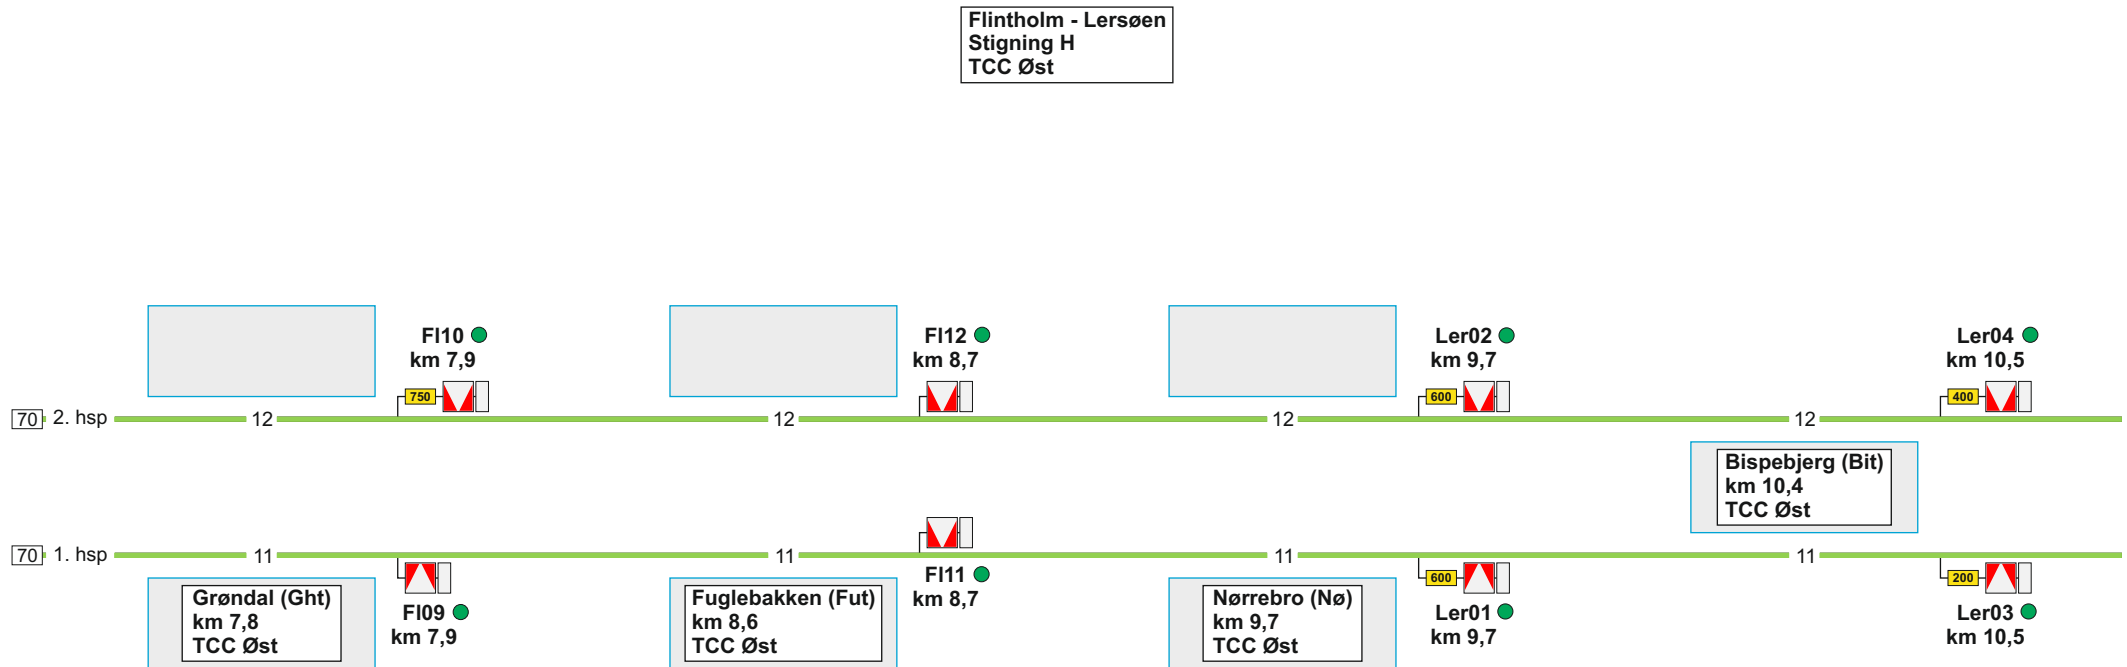 Flintholm - Lersøen
Stigning H
TCC Øst
Fl10
km 7,9
Fl12
km 8,7
Ler02
km 9,7
Ler04
km 10,5
750
600
400
70 2. hsp 12 12 12 12
Bispebjerg (Bit)
km 10,4
TCC Øst
70 1. hsp 11 11 11 11
Grøndal (Ght)
km 7,8
TCC Øst
Fl09
km 7,9
Fuglebakken (Fut)
km 8,6
TCC Øst
Fl11
km 8,7
Nørrebro (Nø)
km 9,7
TCC Øst
600
Ler01
km 9,7
200
Ler03
km 10,5